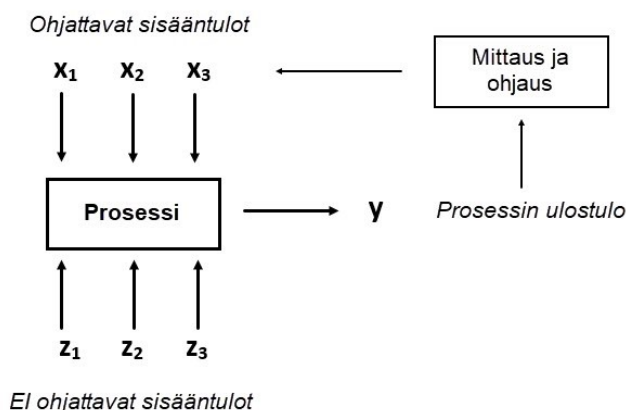 Ohjattavat sisääntulot
x₁ x₂ x₃
Mittaus ja
ohjaus
Prosessi
y
Prosessin ulostulo
z₁ z₂ z₃
EI ohjattavat sisääntulot